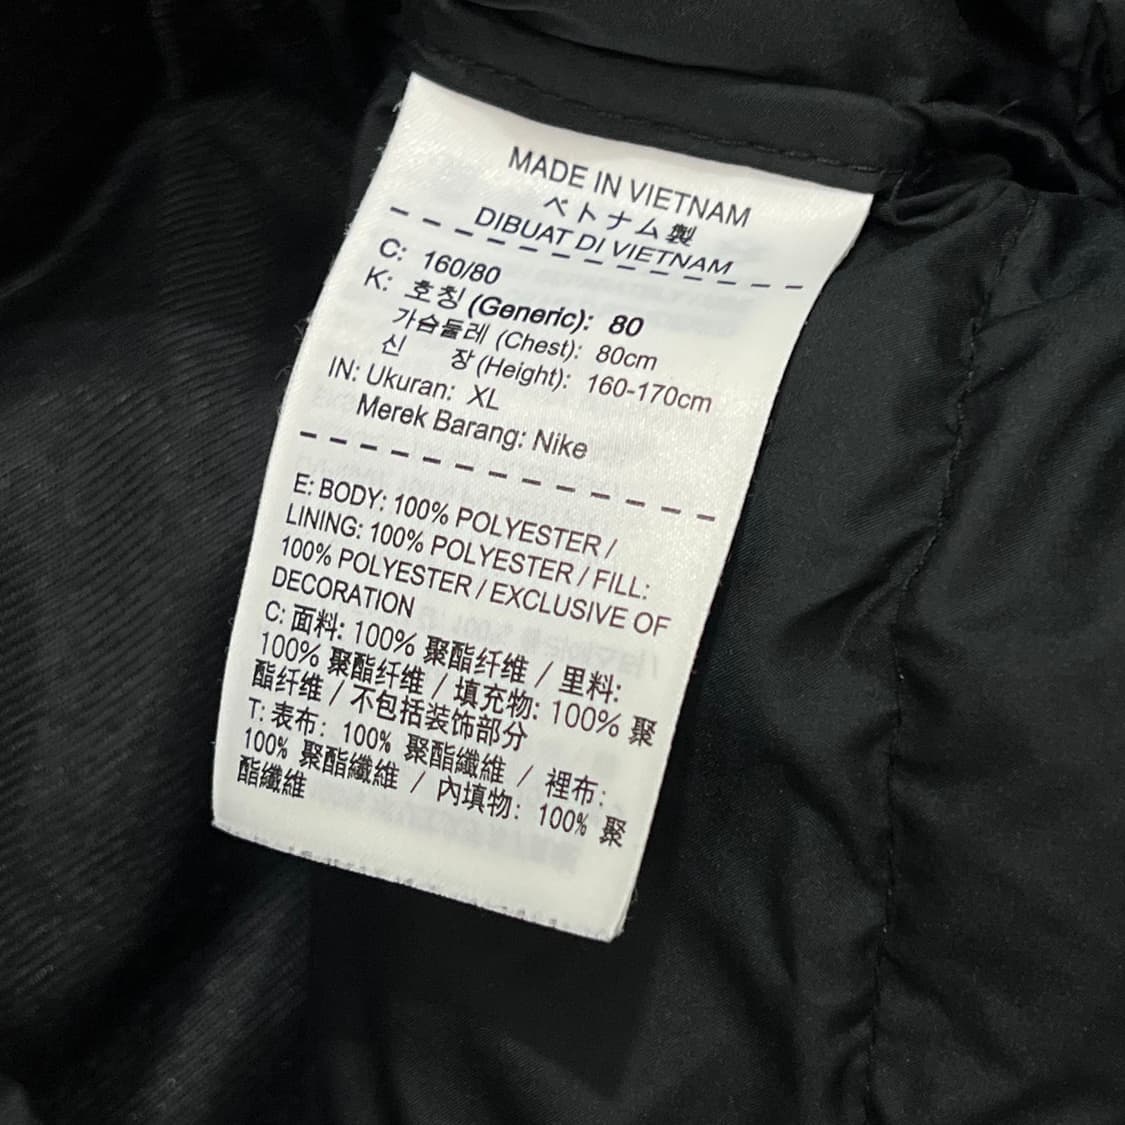 MADE IN VIETNAM
ベトナム製
DIBUAT DI VIETNAM
C: 160/80
K: 호칭 (Generic): 80
가슴둘레 (Chest): 80cm
신 장 (Height): 160-170cm
IN: Ukuran: XL
Merek Barang: Nike
E: BODY: 100% POLYESTER /
LINING: 100% POLYESTER / FILL:
100% POLYESTER / EXCLUSIVE OF
DECORATION
C: 面料: 100% 聚酯纤维 / 里料:
100% 聚酯纤维 / 填充物: 100% 聚
酯纤维 / 不包括装饰部分
T: 表布: 100% 聚酯纖維 / 裡布:
100% 聚酯纖維 / 內填物: 100% 聚
酯纖維